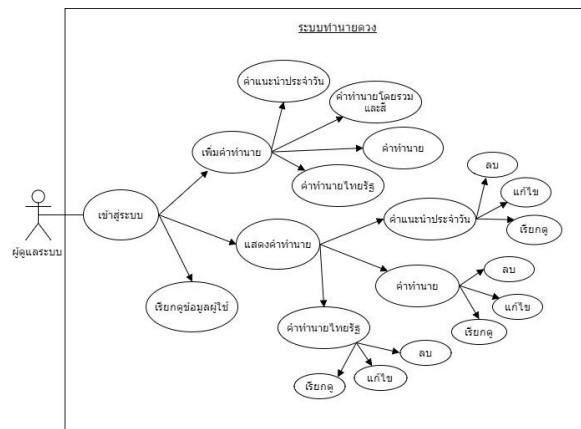 ระบบทำนายดวง
คำแนะนำประจำวัน
คำทำนายโดยรวม
และสี
เพิ่มคำทำนาย
คำทำนาย
คำทำนายไทยรัฐ
ลบ
แก้ไข
เข้าสู่ระบบ
คำแนะนำประจำวัน
เรียกดู
ผู้ดูแลระบบ
แสดงคำทำนาย
ลบ
คำทำนาย
แก้ไข
เรียกดูข้อมูลผู้ใช้
คำทำนายไทยรัฐ
เรียกดู
ลบ
แก้ไข
เรียกดู